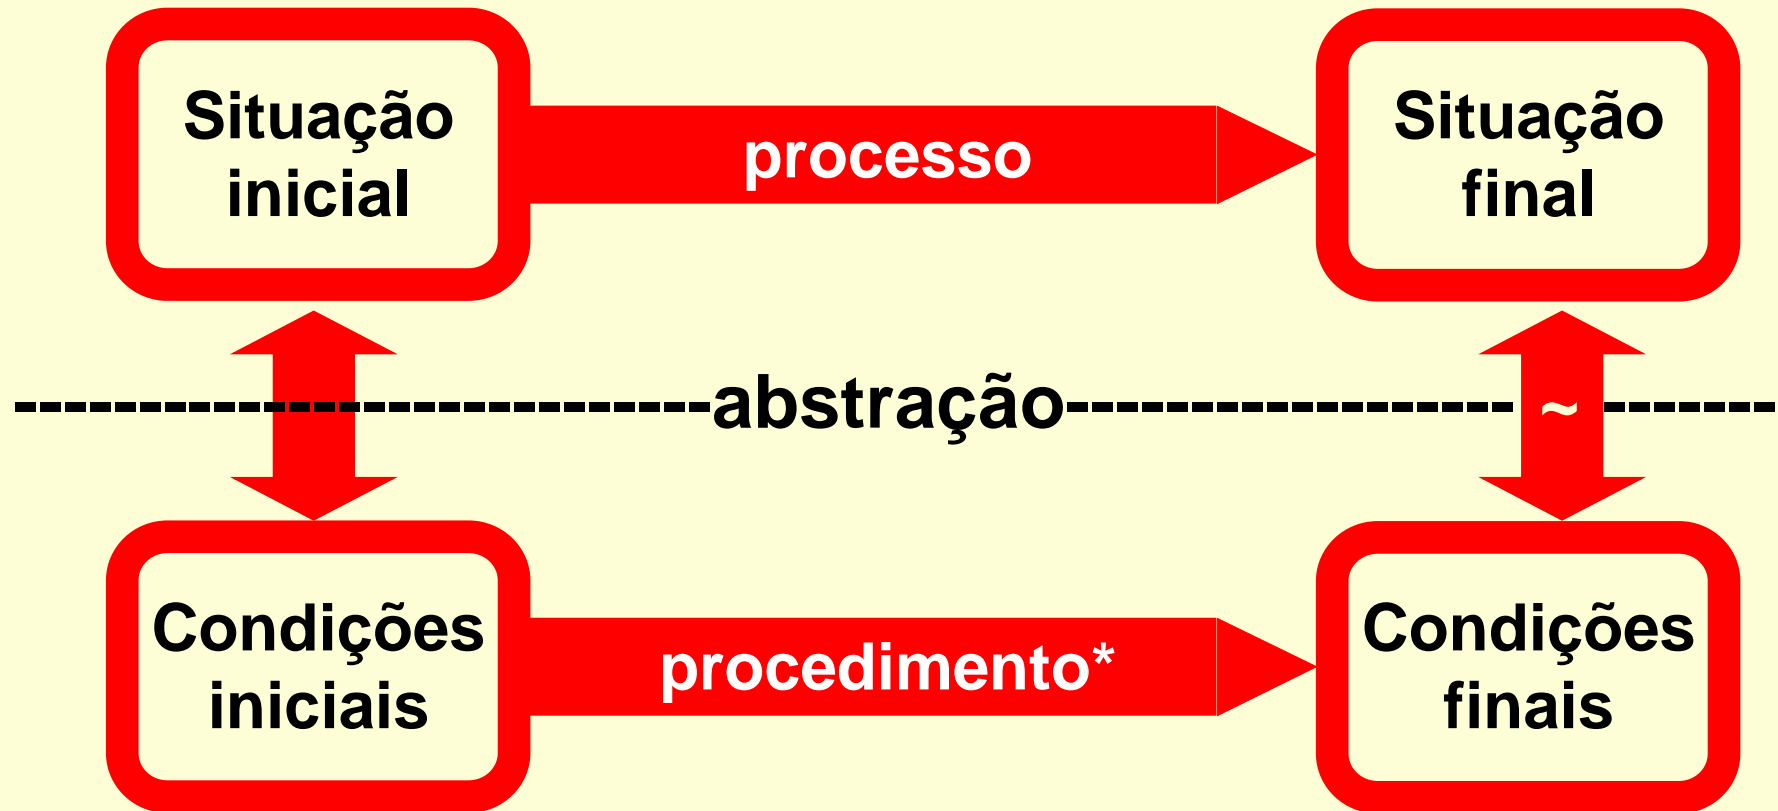 Situação
inicial
processo
Situação
final
abstração
~
Condições
iniciais
procedimento*
Condições
finais